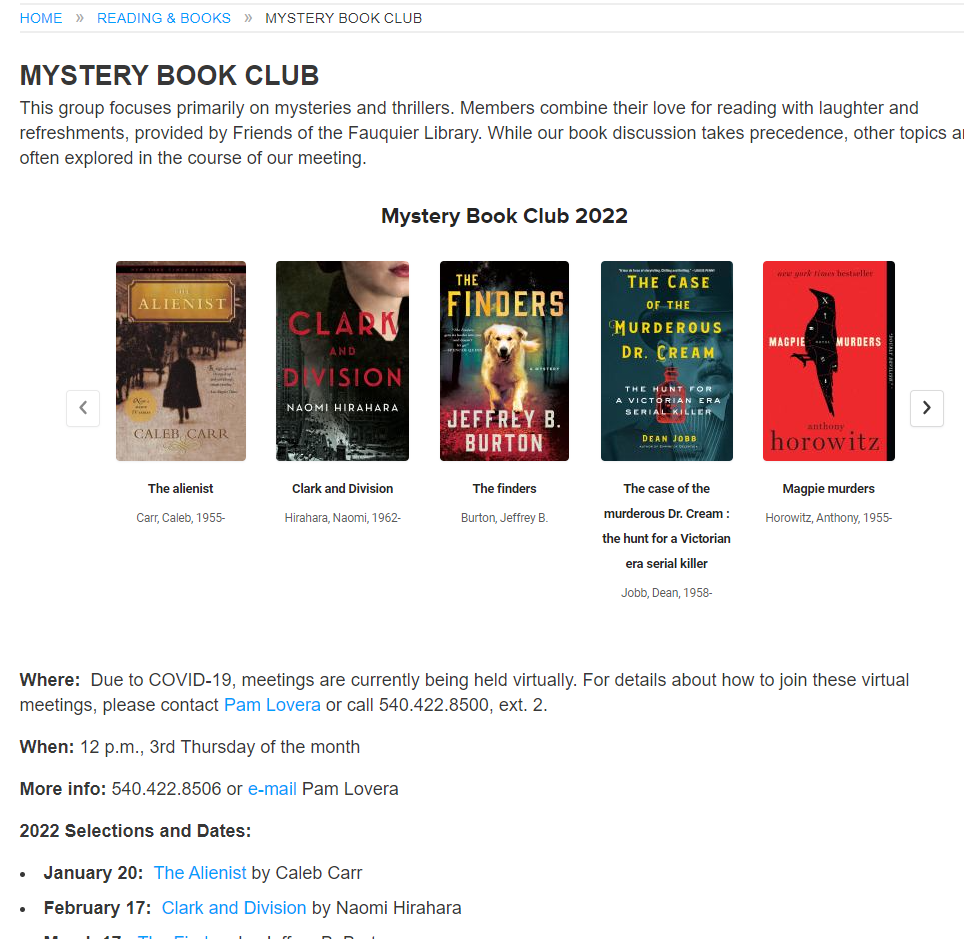 HOME » READING & BOOKS » MYSTERY BOOK CLUB
MYSTERY BOOK CLUB
This group focuses primarily on mysteries and thrillers. Members combine their love for reading with laughter and
refreshments, provided by Friends of the Fauquier Library. While our book discussion takes precedence, other topics
often explored in the course of our meeting.
Mystery Book Club 2022
THE
ALIENIST
CALEB CARR
CLARK
AND
DIVISION
NAOMI HIRAHARA
THE
FINDERS
A MYSTERY
JEFFREY B.
BURTON
THE CASE
OF THE
MURDEROUS
DR. CREAM
THE HUNT FOR
A VICTORIAN ERA
SERIAL KILLER
DEAN JOBB
new york times bestseller
MAGPIE MURDERS
anthony
horowitz
The alienist
Carr, Caleb, 1955-
Clark and Division
Hirahara, Naomi, 1962-
The finders
Burton, Jeffrey B.
The case of the
murderous Dr. Cream :
the hunt for a Victorian
era serial killer
Jobb, Dean, 1958-
Magpie murders
Horowitz, Anthony, 1955-
Where: Due to COVID-19, meetings are currently being held virtually. For details about how to join these virtual
meetings, please contact Pam Lovera or call 540.422.8500, ext. 2.
When: 12 p.m., 3rd Thursday of the month
More info: 540.422.8506 or e-mail Pam Lovera
2022 Selections and Dates:
• January 20: The Alienist by Caleb Carr
• February 17: Clark and Division by Naomi Hirahara